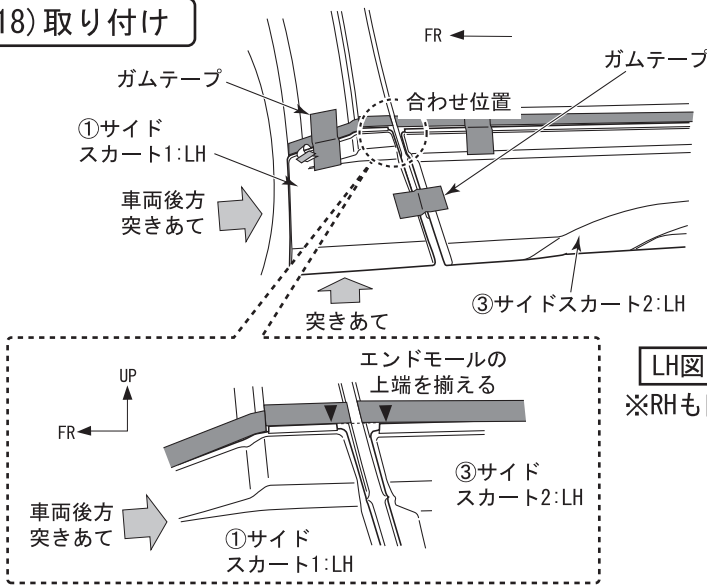 18)取り付け
FR
ガムテープ
ガムテープ
合わせ位置
①サイド
スカート1:LH
車両後方
突きあて
突きあて
③サイドスカート2:LH
エンドモールの
上端を揃える
UP
FR
LH図
※RHも
③サイド
スカート2:LH
車両後方
突きあて
①サイド
スカート1:LH